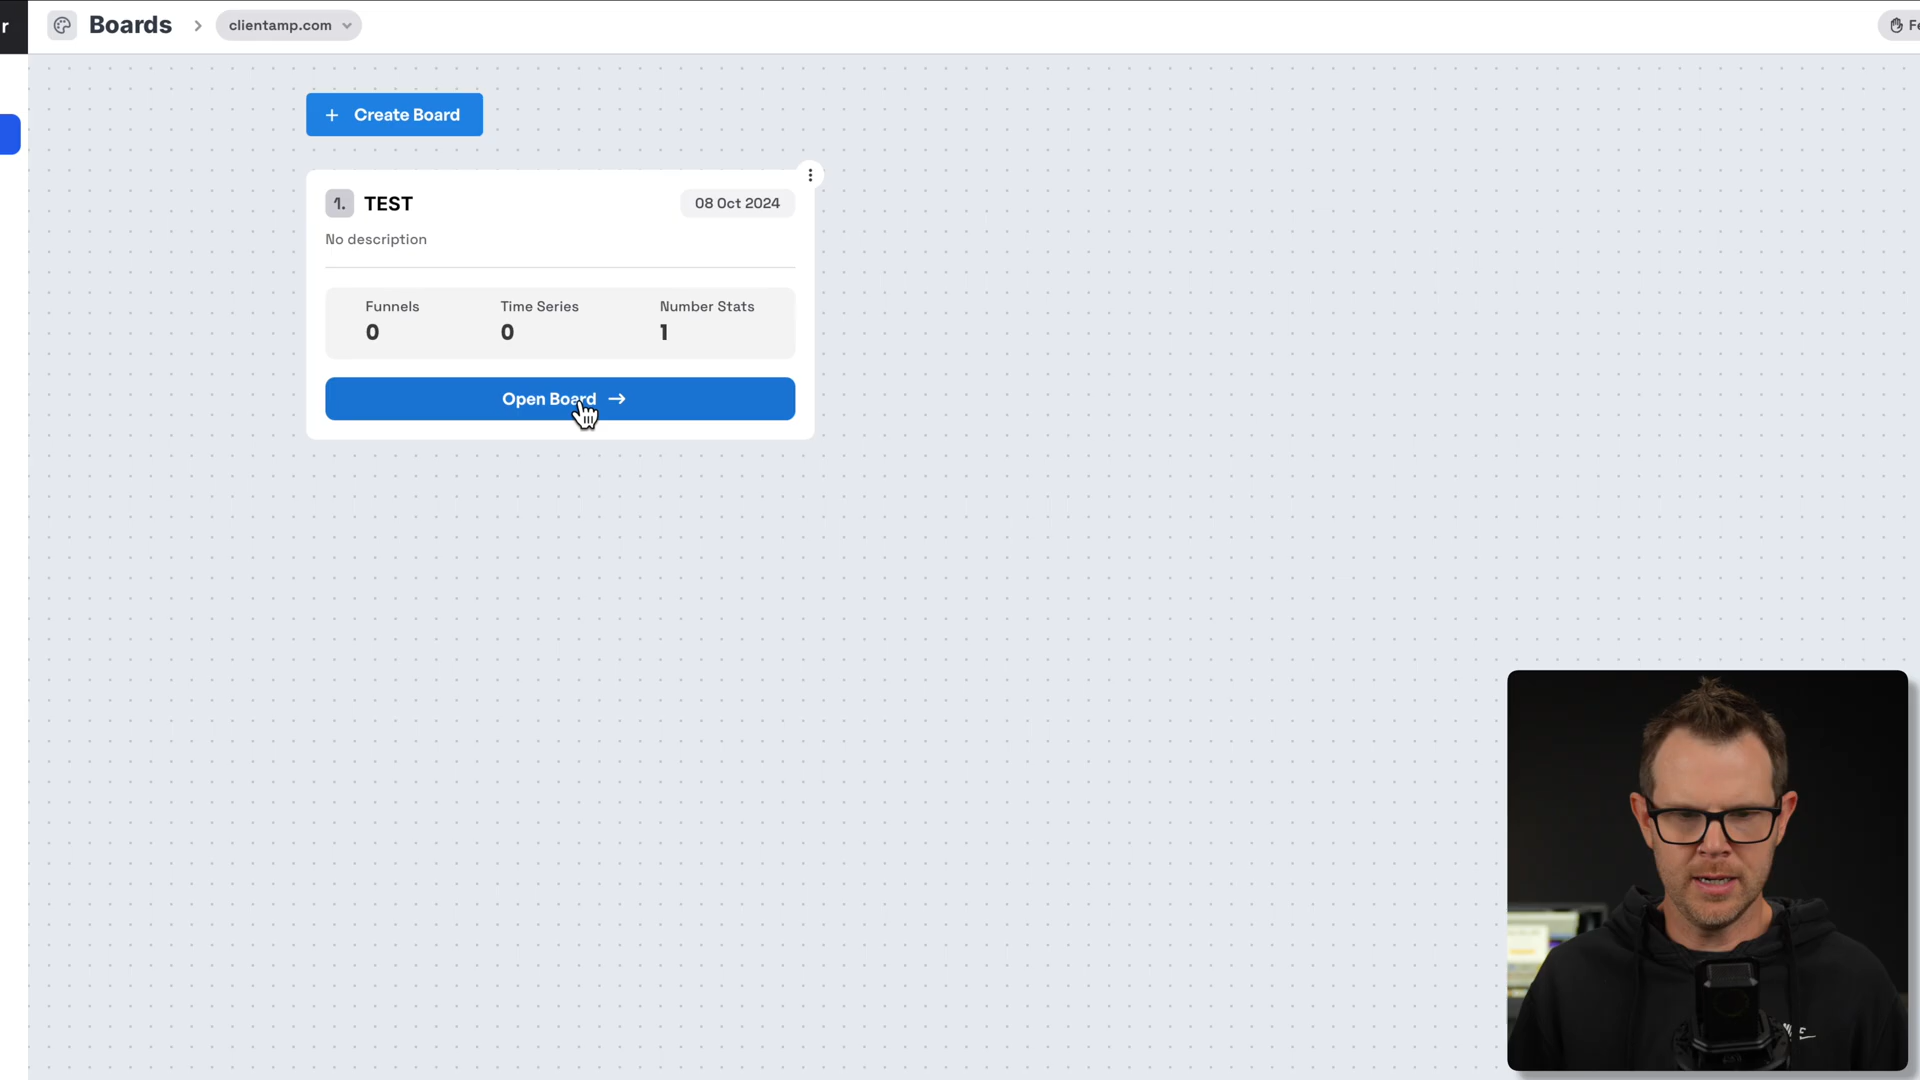 r
Boards
clientamp.com
Fe
+ Create Board
1. TEST
08 Oct 2024
No description
Funnels
Time Series
Number Stats
0
0
1
Open Board →